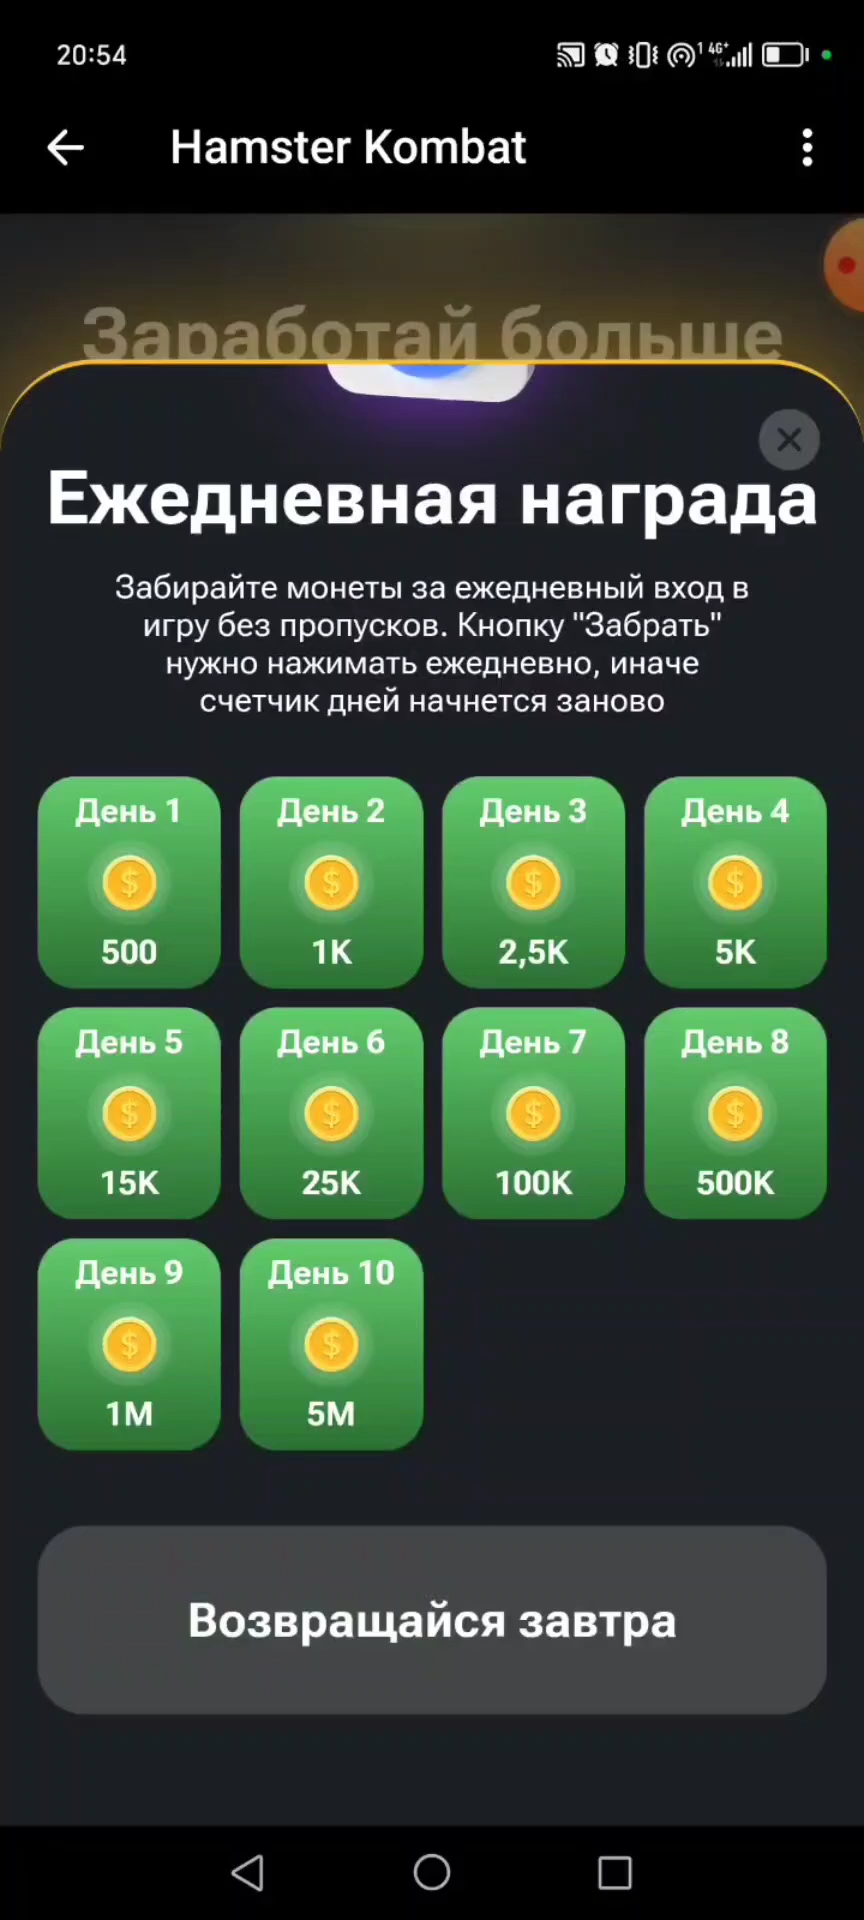 20:54
1 4G+
Hamster Kombat
Заработай больше
Ежедневная награда
Забирайте монеты за ежедневный вход в
игру без пропусков. Кнопку "Забрать"
нужно нажимать ежедневно, иначе
счетчик дней начнется заново
День 1
День 2
День 3
День 4
$
$
$
$
500
1K
2,5K
5K
День 5
День 6
День 7
День 8
$
$
$
$
15K
25K
100K
500K
День 9
День 10
$
$
1M
5M
Возвращайся завтра